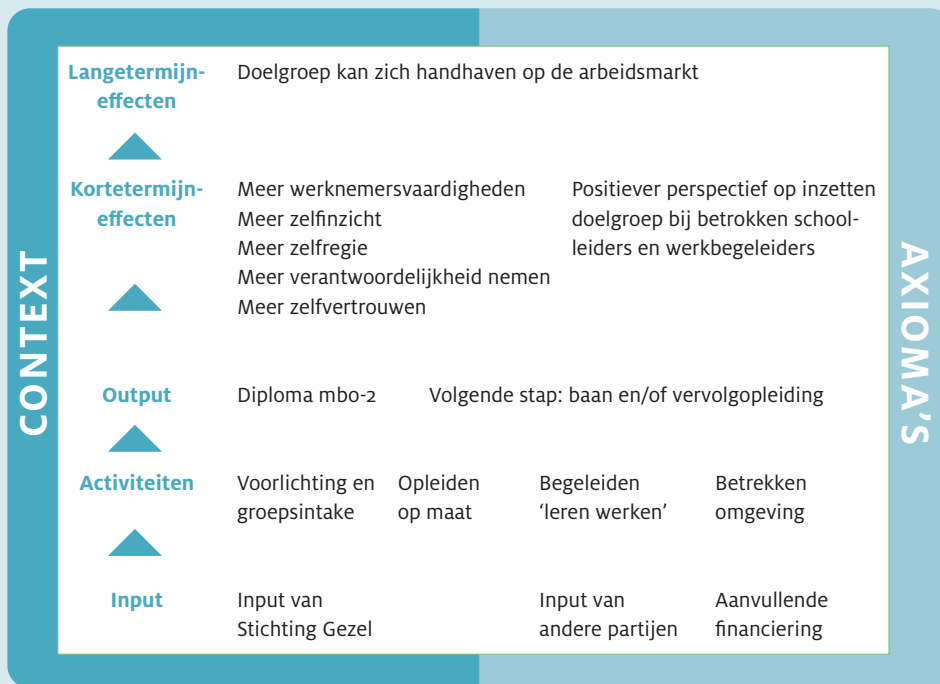 CONTEXT
Langetermijn-
effecten
Doelgroep kan zich handhaven op de arbeidsmarkt
Kortetermijn-
effecten
Meer werknemersvaardigheden
Meer zelfinzicht
Meer zelfregie
Meer verantwoordelijkheid nemen
Meer zelfvertrouwen
Positiever perspectief op inzetten
doelgroep bij betrokken school-
leiders en werkbegeleiders
Output
Diploma mbo-2
Volgende stap: baan en/of vervolgopleiding
Activiteiten
Voorlichting en
groepsintake
Opleiden
op maat
Begeleiden
‘leren werken’
Betrekken
omgeving
Input
Input van
Stichting Gezel
Input van
andere partijen
Aanvullende
financiering
AXIOMA'S